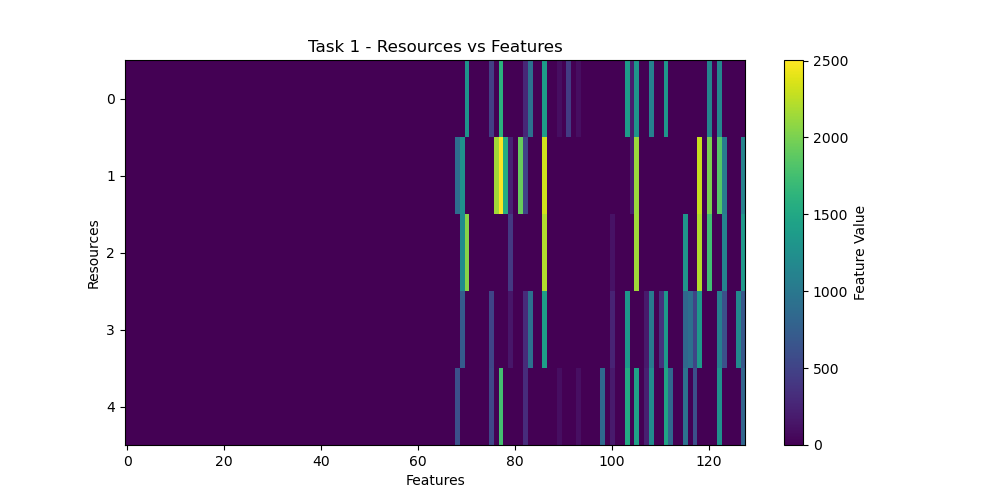 Task 1 - Resources vs Features
Resources
0
1
2
3
4
0 20 40 60 80 100 120
Features
2500
2000
1500
1000
500
0
Feature Value